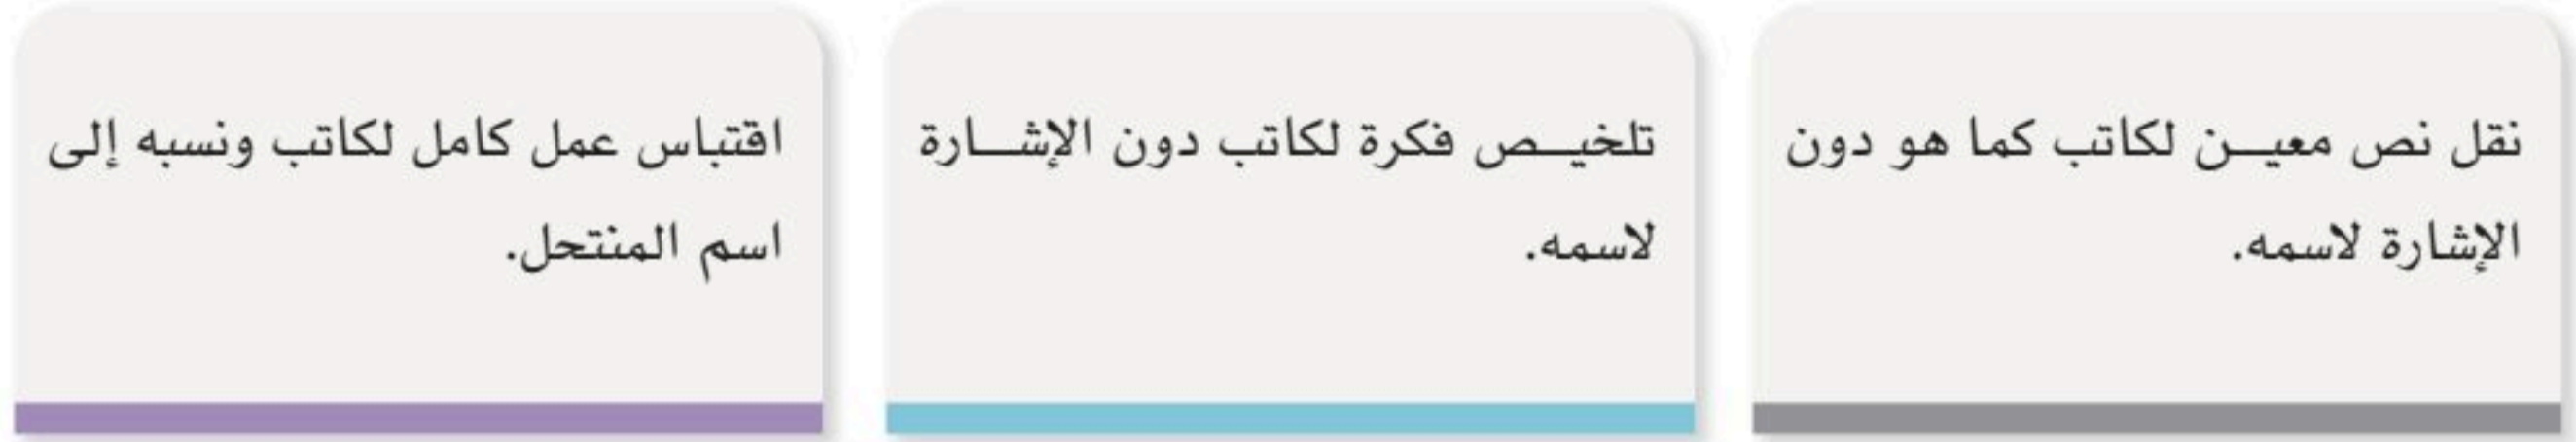 نقل نص معين لكاتب كما هو دون
الإشارة لاسمه.
تلخيص فكرة لكاتب دون الإشارة
لاسمه.
اقتباس عمل كامل لكاتب ونسبه إلى
اسم المنتحل.